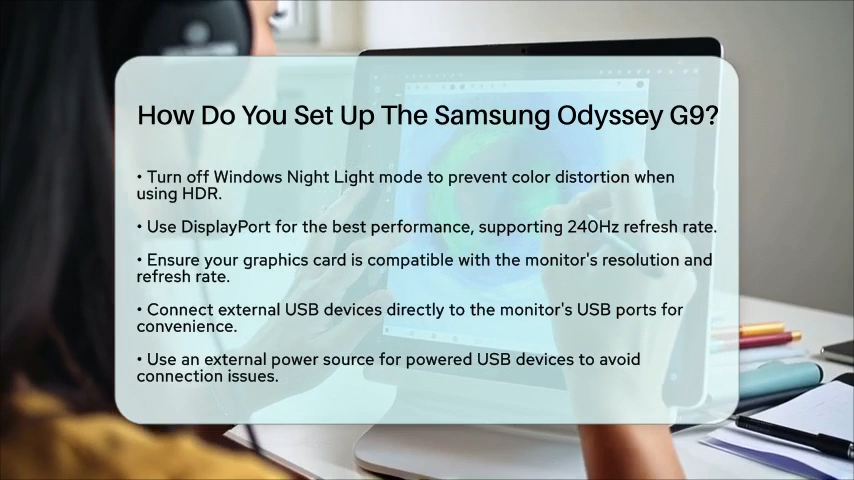 How Do You Set Up The Samsung Odyssey G9?
• Turn off Windows Night Light mode to prevent color distortion when
using HDR.
• Use DisplayPort for the best performance, supporting 240Hz refresh rate.
• Ensure your graphics card is compatible with the monitor's resolution and
refresh rate.
• Connect external USB devices directly to the monitor's USB ports for
convenience.
• Use an external power source for powered USB devices to avoid
connection issues.